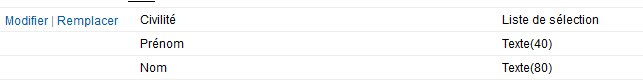 Modifier | Remplacer Civilité Liste de sélection
Prénom Texte(40)
Nom Texte(80)